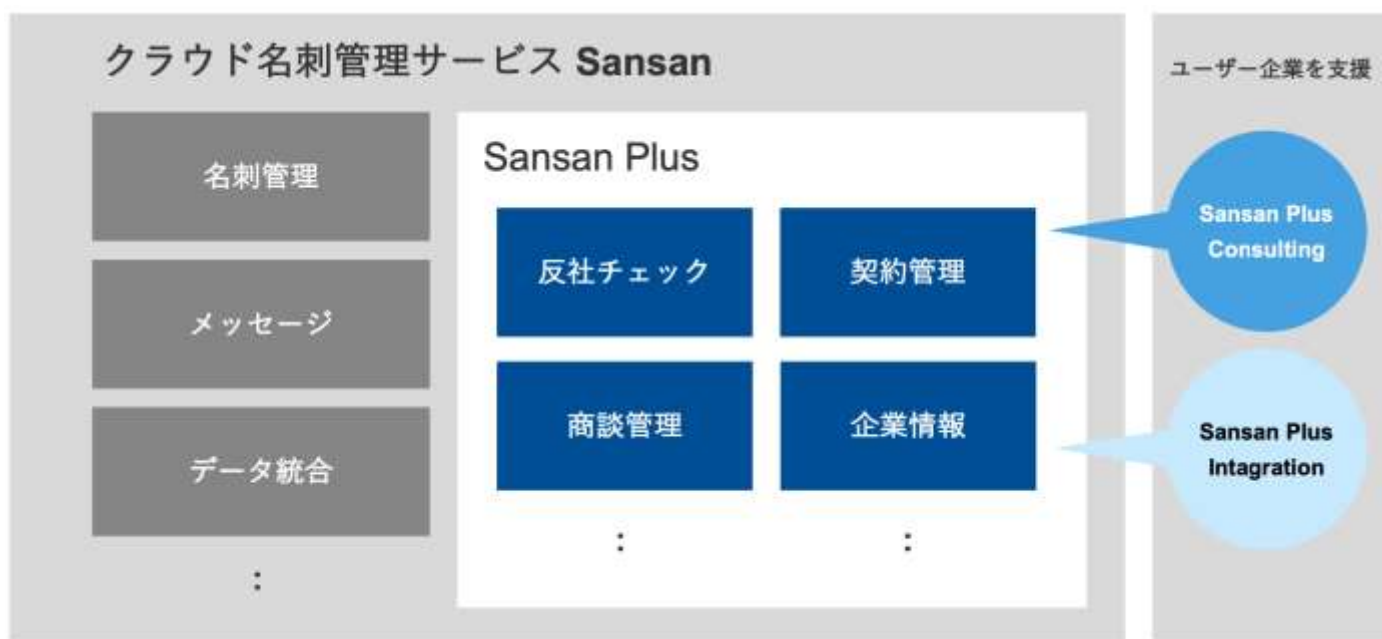 クラウド名刺管理サービス Sansan
名刺管理
メッセージ
データ統合
：
Sansan Plus
反社チェック
契約管理
商談管理
企業情報
：
：
ユーザー企業を支援
Sansan Plus
Consulting
Sansan Plus
Intagration